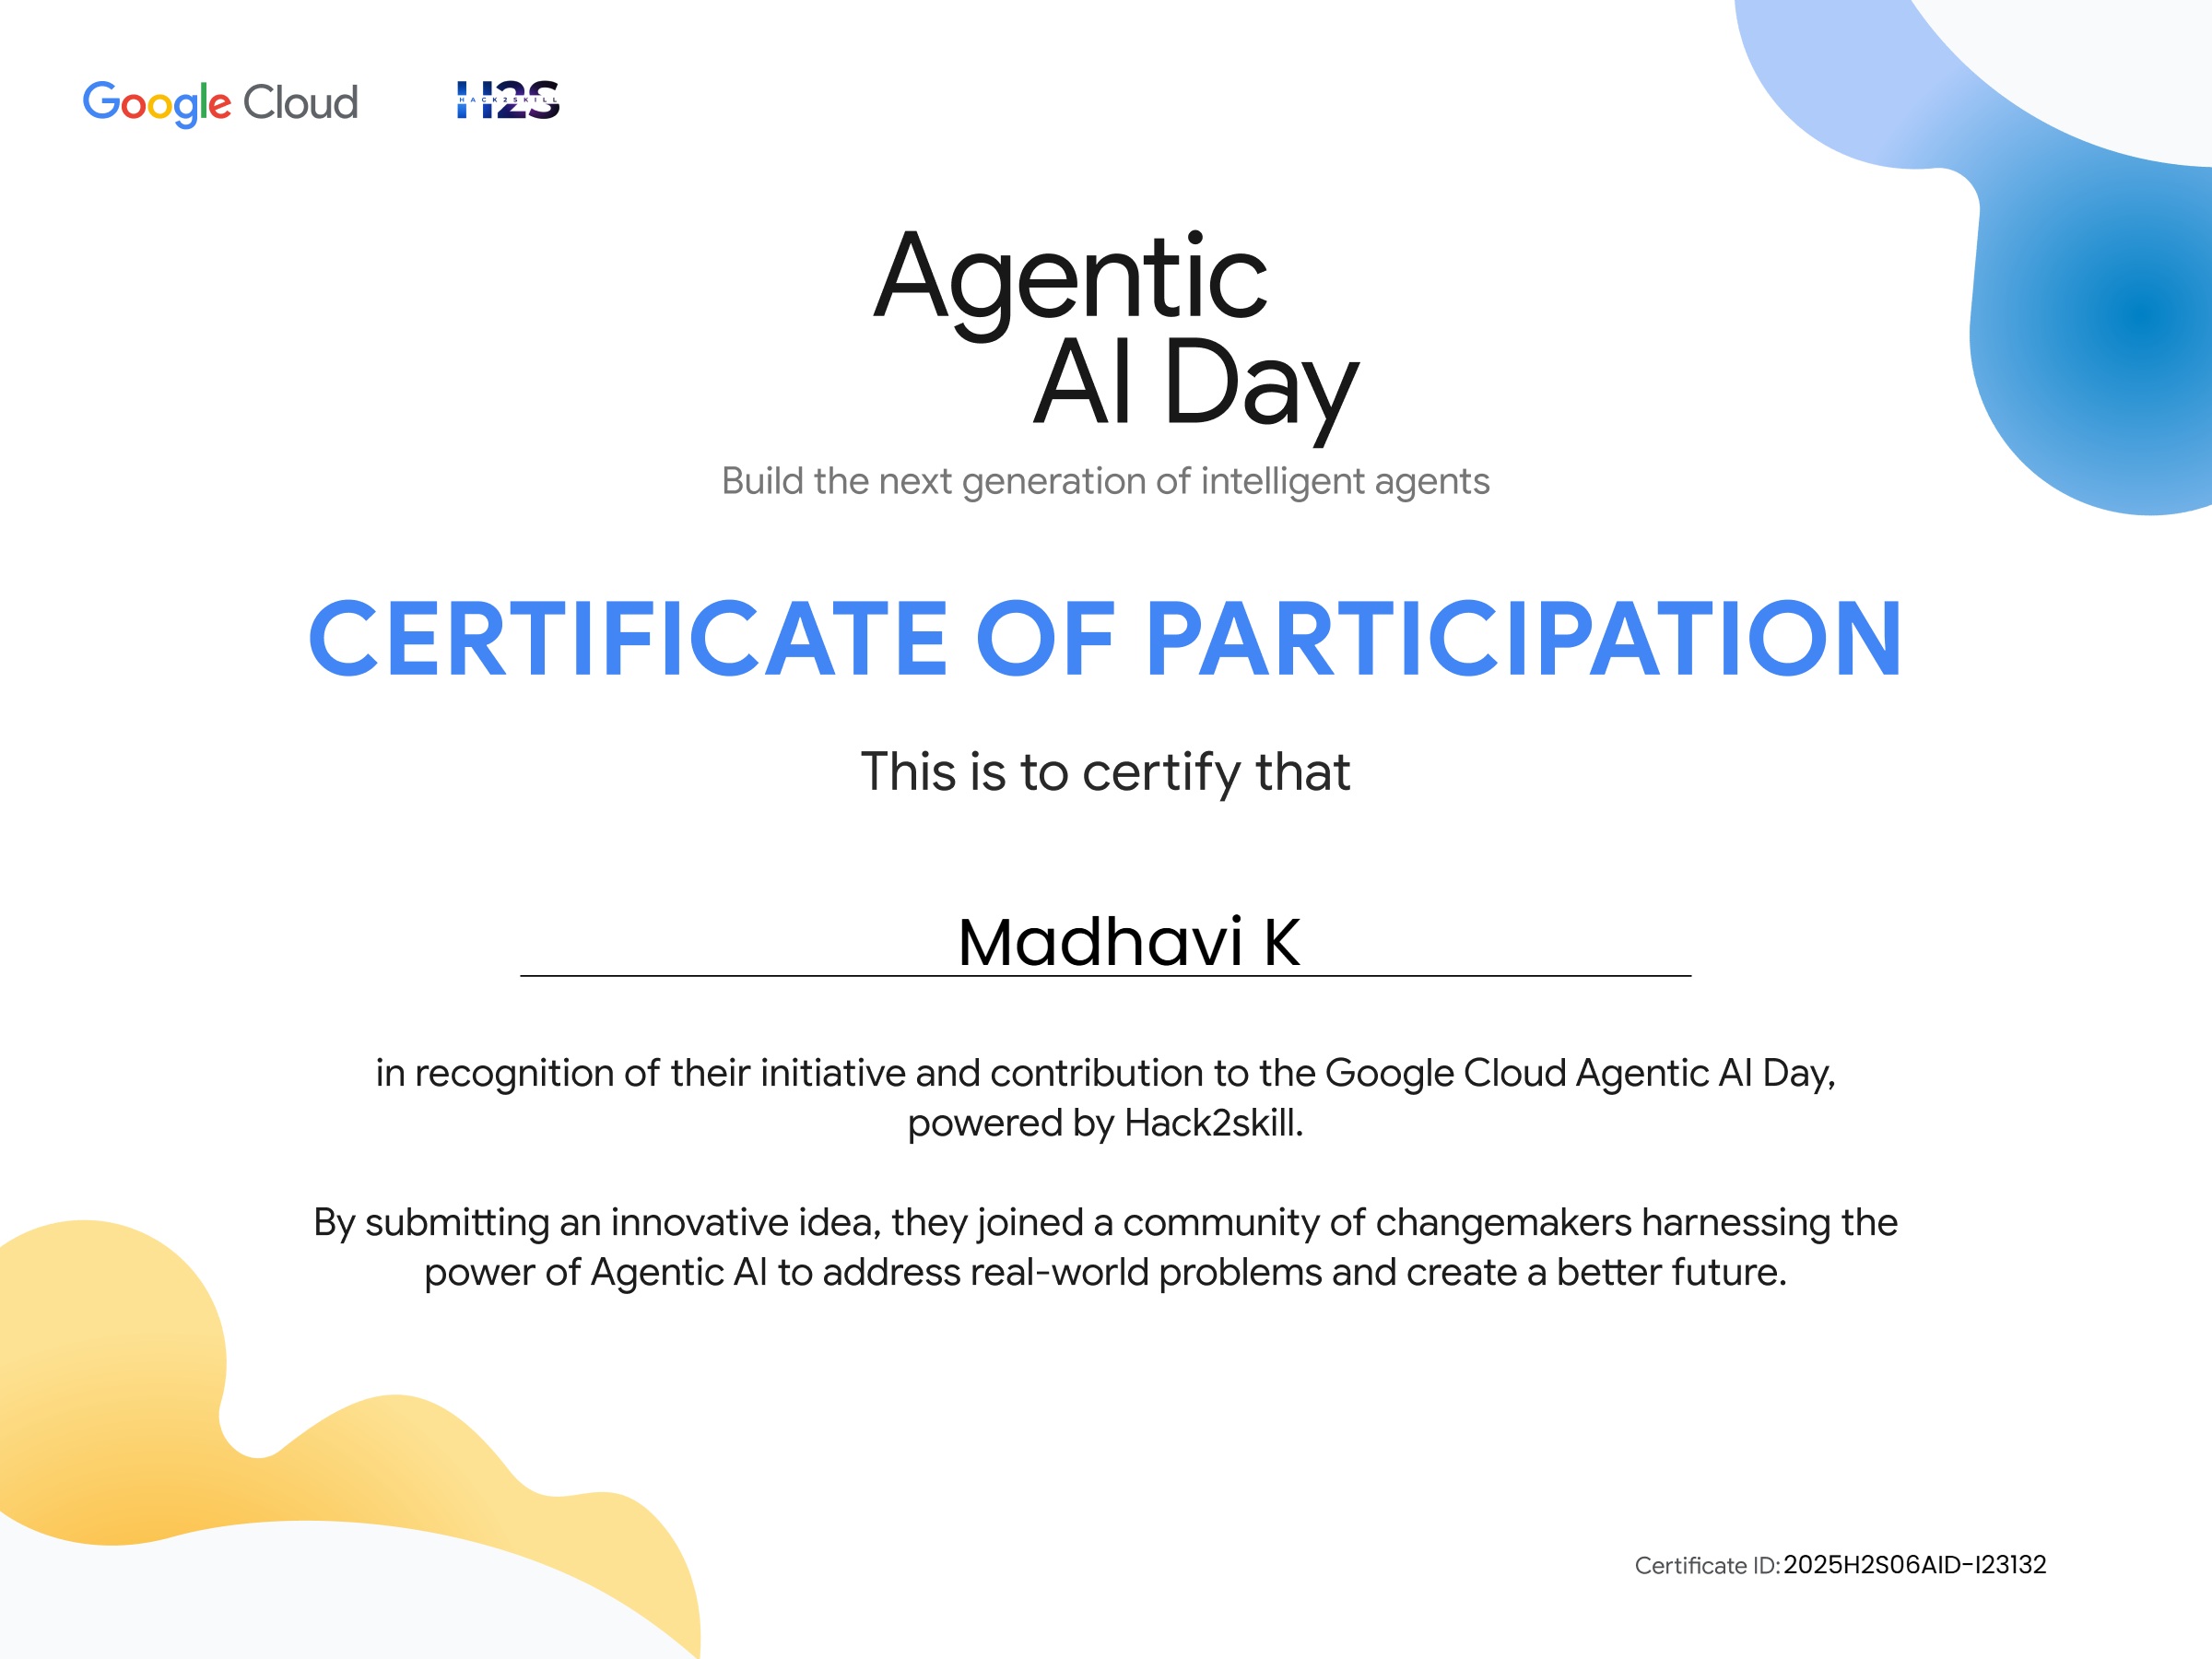 Google Cloud
H2S
HACK2SKILL
Agentic
AI Day
Build the next generation of intelligent agents
CERTIFICATE OF PARTICIPATION
This is to certify that
Madhavi K
in recognition of their initiative and contribution to the Google Cloud Agentic AI Day,
powered by Hack2skill.
By submitting an innovative idea, they joined a community of changemakers harnessing the
power of Agentic AI to address real-world problems and create a better future.
Certificate ID: 2025H2S06AID-I23132